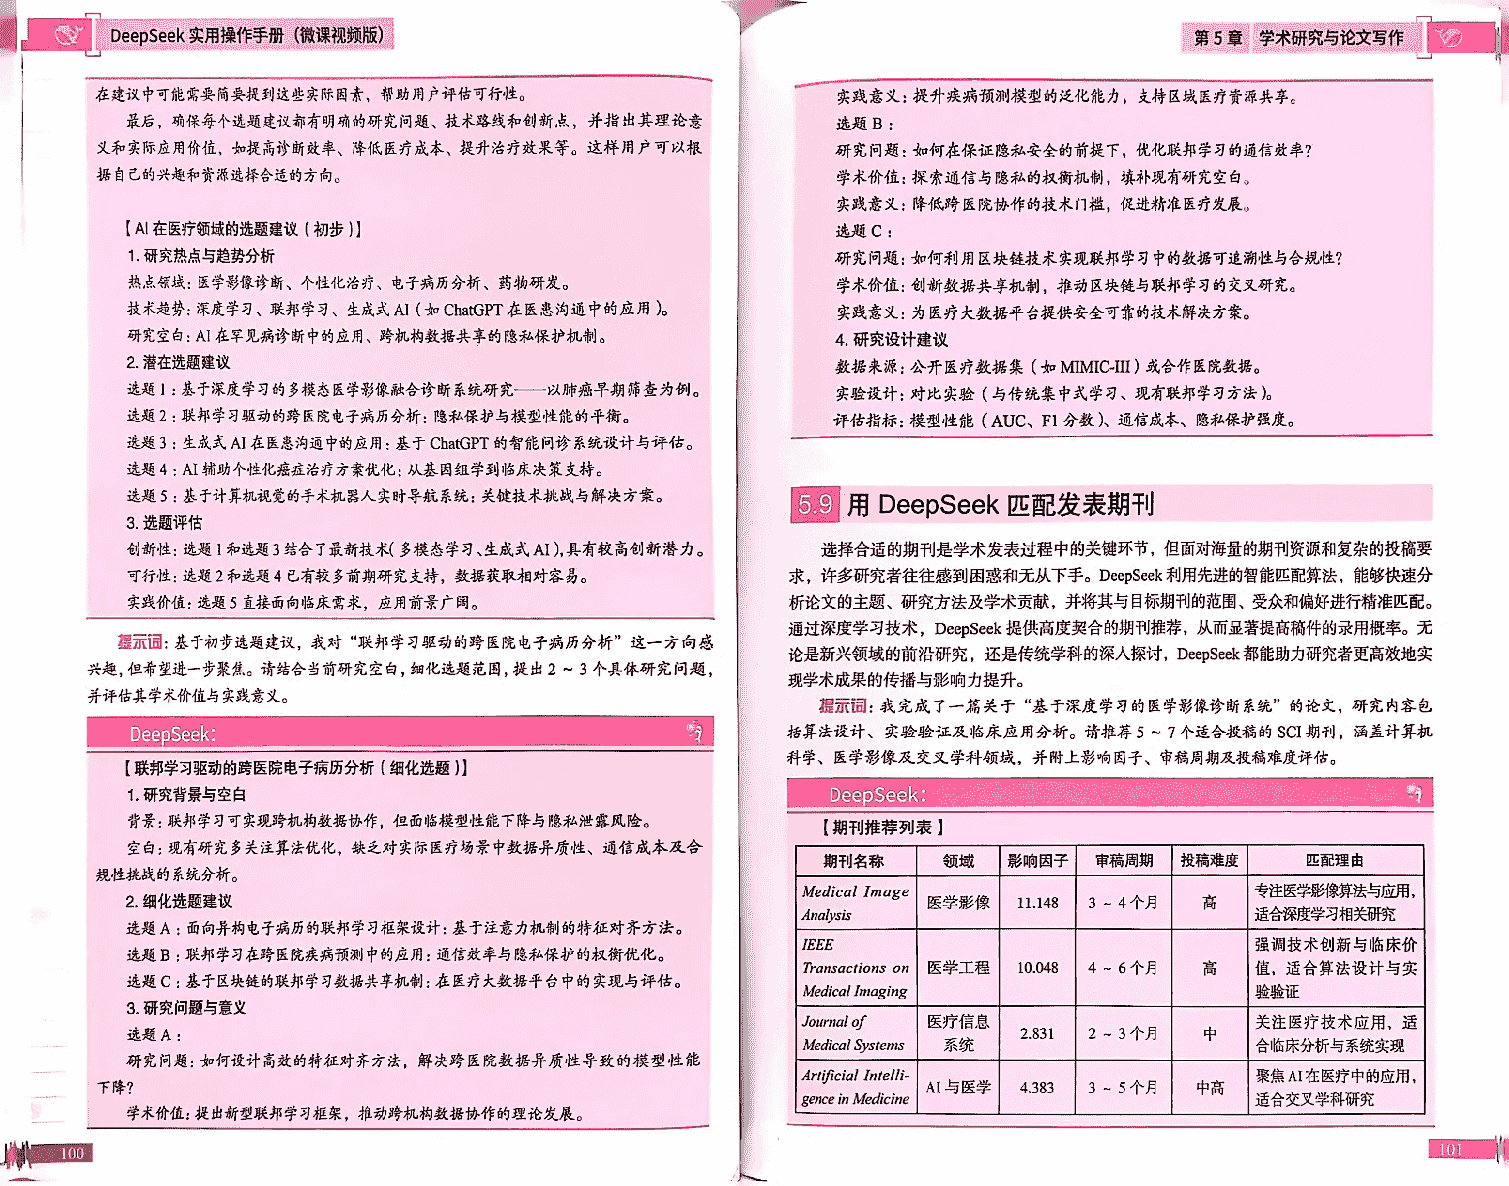 DeepSeek 实用操作手册（微课视频版）
在建议中可能需要简要提到这些实际因素，帮助用户评估可行性。
最后，确保每个选题建议都有明确的研究问题、技术路线和创新点，并指出其理论意
义和实际应用价值，如提高诊断效率、降低医疗成本、提升治疗效果等。这样用户可以根
据自己的兴趣和资源选择合适的方向。
【AI 在医疗领域的选题建议（初步）】
1. 研究热点与趋势分析
热点领域：医学影像诊断、个性化治疗、电子病历分析、药物研发。
技术趋势：深度学习、联邦学习、生成式 AI（如 ChatGPT 在医患沟通中的应用）。
研究空白：AI 在罕见病诊断中的应用、跨机构数据共享的隐私保护机制。
2. 潜在选题建议
选题 1：基于深度学习的多模态医学影像融合诊断系统研究——以肺癌早期筛查为例。
选题 2：联邦学习驱动的跨医院电子病历分析：隐私保护与模型性能的平衡。
选题 3：生成式 AI 在医患沟通中的应用：基于 ChatGPT 的智能问诊系统设计与评估。
选题 4：AI 辅助个性化癌症治疗方案优化：从基因组学到临床决策支持。
选题 5：基于计算机视觉的手术机器人实时导航系统：关键技术挑战与解决方案。
3. 选题评估
创新性：选题 1 和选题 3 结合了最新技术（多模态学习、生成式 AI），具有较高创新潜力。
可行性：选题 2 和选题 4 已有较多前期研究支持，数据获取相对容易。
实践价值：选题 5 直接面向临床需求，应用前景广阔。
提示词：基于初步选题建议，我对“联邦学习驱动的跨医院电子病历分析”这一方向感
兴趣，但希望进一步聚焦。请结合当前研究空白，细化选题范围，提出 2 ~ 3 个具体研究问题，
并评估其学术价值与实践意义。
DeepSeek：
【联邦学习驱动的跨医院电子病历分析（细化选题）】
1. 研究背景与空白
背景：联邦学习可实现跨机构数据协作，但面临模型性能下降与隐私泄露风险。
空白：现有研究多关注算法优化，缺乏对实际医疗场景中数据异质性、通信成本及合
规性挑战的系统分析。
2. 细化选题建议
选题 A：面向异构电子病历的联邦学习框架设计：基于注意力机制的特征对齐方法。
选题 B：联邦学习在跨医院疾病预测中的应用：通信效率与隐私保护的权衡优化。
选题 C：基于区块链的联邦学习数据共享机制：在医疗大数据平台中的实现与评估。
3. 研究问题与意义
选题 A：
研究问题：如何设计高效的特征对齐方法，解决跨医院数据异质性导致的模型性能
下降？
学术价值：提出新型联邦学习框架，推动跨机构数据协作的理论发展。
100
第 5 章 学术研究与论文写作
实践意义：提升疾病预测模型的泛化能力，支持区域医疗资源共享。
选题 B：
研究问题：如何在保证隐私安全的前提下，优化联邦学习的通信效率？
学术价值：探索通信与隐私的权衡机制，填补现有研究空白。
实践意义：降低跨医院协作的技术门槛，促进精准医疗发展。
选题 C：
研究问题：如何利用区块链技术实现联邦学习中的数据可追溯性与合规性？
学术价值：创新数据共享机制，推动区块链与联邦学习的交叉研究。
实践意义：为医疗大数据平台提供安全可靠的技术解决方案。
4. 研究设计建议
数据来源：公开医疗数据集（如 MIMIC-III）或合作医院数据。
实验设计：对比实验（与传统集中式学习、现有联邦学习方法）。
评估指标：模型性能（AUC、F1 分数）、通信成本、隐私保护强度。
5.9 用 DeepSeek 匹配发表期刊
选择合适的期刊是学术发表过程中的关键环节，但面对海量的期刊资源和复杂的投稿要
求，许多研究者往往感到困惑和无从下手。DeepSeek 利用先进的智能匹配算法，能够快速分
析论文的主题、研究方法及学术贡献，并将其与目标期刊的范围、受众和偏好进行精准匹配。
通过深度学习技术，DeepSeek 提供高度契合的期刊推荐，从而显著提高稿件的录用概率。无
论是新兴领域的前沿研究，还是传统学科的深入探讨，DeepSeek 都能助力研究者更高效地实
现学术成果的传播与影响力提升。
提示词：我完成了一篇关于“基于深度学习的医学影像诊断系统”的论文，研究内容包
括算法设计、实验验证及临床应用分析。请推荐 5 ~ 7 个适合投稿的 SCI 期刊，涵盖计算机
科学、医学影像及交叉学科领域，并附上影响因子、审稿周期及投稿难度评估。
DeepSeek：
【期刊推荐列表】
期刊名称 领域 影响因子 审稿周期 投稿难度 匹配理由
Medical Image
Analysis
医学影像 11.148 3 ~ 4 个月 高
专注医学影像算法与应用，
适合深度学习相关研究
IEEE
Transactions on
Medical Imaging
医学工程 10.048 4 ~ 6 个月 高
强调技术创新与临床价
值，适合算法设计与实
验验证
Journal of
Medical Systems
医疗信息
系统
2.831 2 ~ 3 个月 中
关注医疗技术应用，适
合临床分析与系统实现
Artificial Intelli-
gence in Medicine
AI 与医学 4.383 3 ~ 5 个月 中高
聚焦 AI 在医疗中的应用，
适合交叉学科研究
101